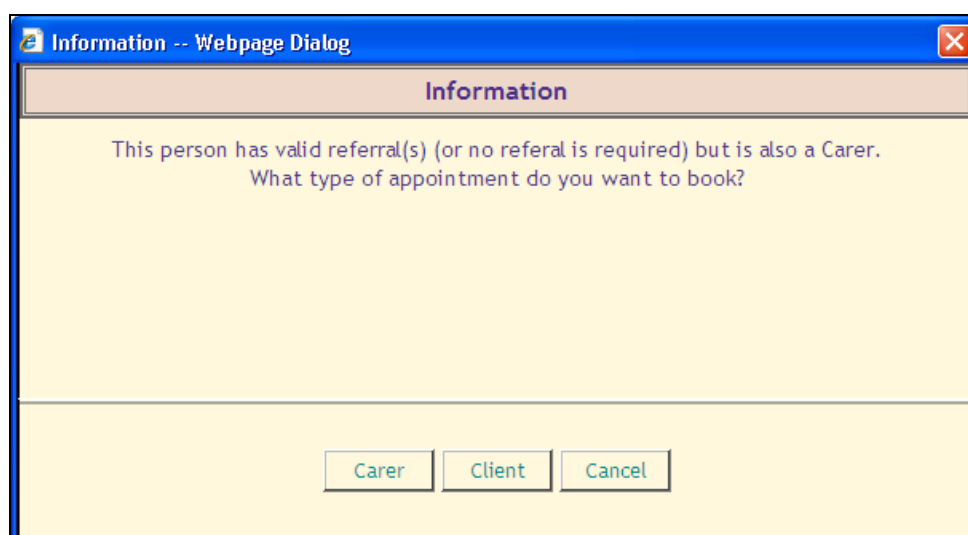 Information -- Webpage Dialog
Information
This person has valid referral(s) (or no referal is required) but is also a Carer.
What type of appointment do you want to book?
Carer Client Cancel